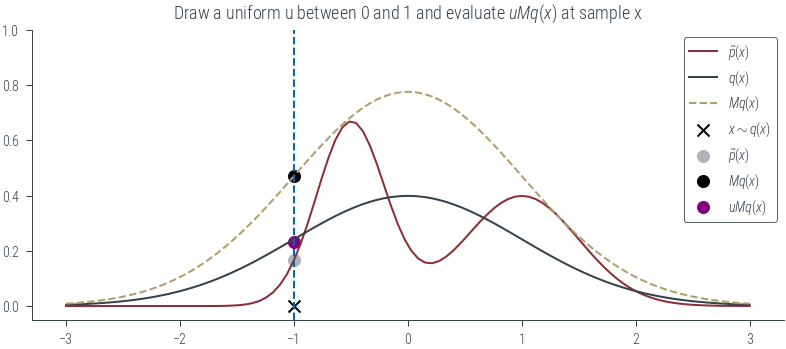 Draw a uniform u between 0 and 1 and evaluate uMq(x) at sample x
1.0
0.8
0.6
0.4
0.2
0.0
−3
−2
−1
0
1
2
3
p̃(x)
q(x)
Mq(x)
x ~ q(x)
p̃(x)
Mq(x)
uMq(x)